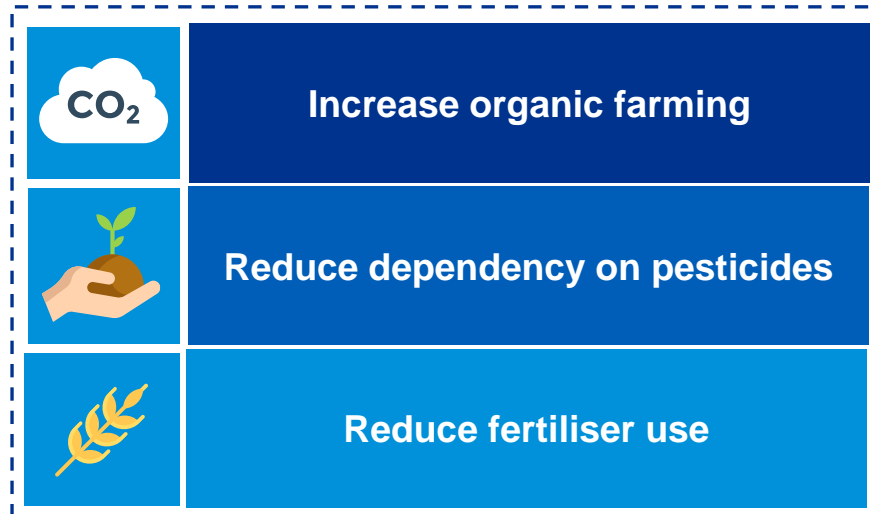 CO₂
Increase organic farming
Reduce dependency on pesticides
Reduce fertiliser use